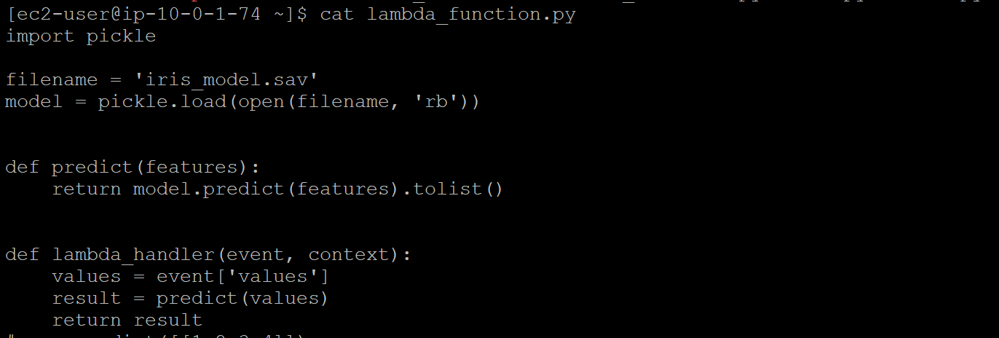 [ec2-user@ip-10-0-1-74 ~]$ cat lambda_function.py
import pickle
filename = 'iris_model.sav'
model = pickle.load(open(filename, 'rb'))
def predict(features):
    return model.predict(features).tolist()
def lambda_handler(event, context):
    values = event['values']
    result = predict(values)
    return result